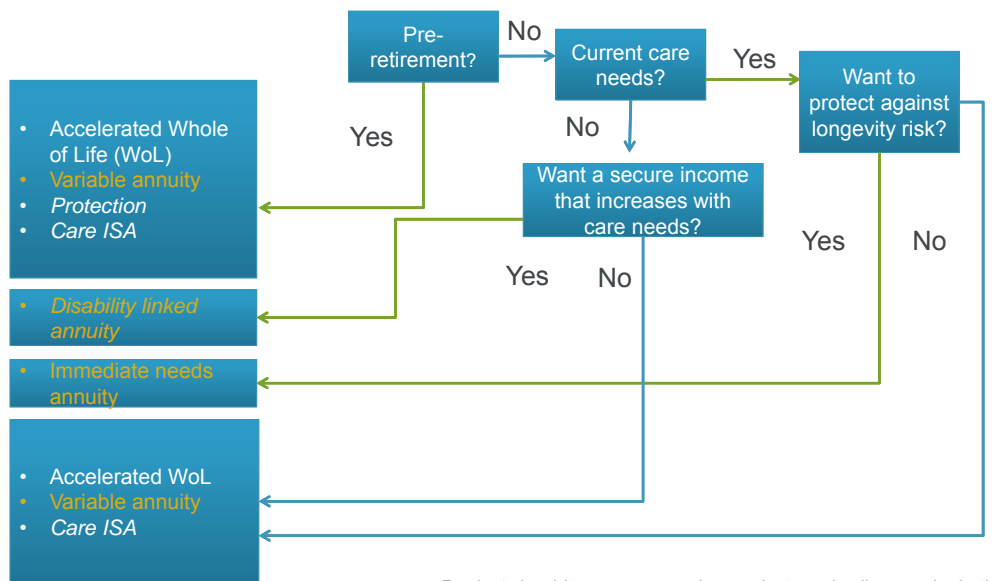 Pre-
retirement?
No
Current care
needs?
Yes
Want to
protect against
longevity risk?
Yes
No
Want a secure income
that increases with
care needs?
Yes
No
Yes
No
• Accelerated Whole
of Life (WoL)
• Variable annuity
• Protection
• Care ISA
• Disability linked
annuity
• Immediate needs
annuity
• Accelerated WoL
• Variable annuity
• Care ISA